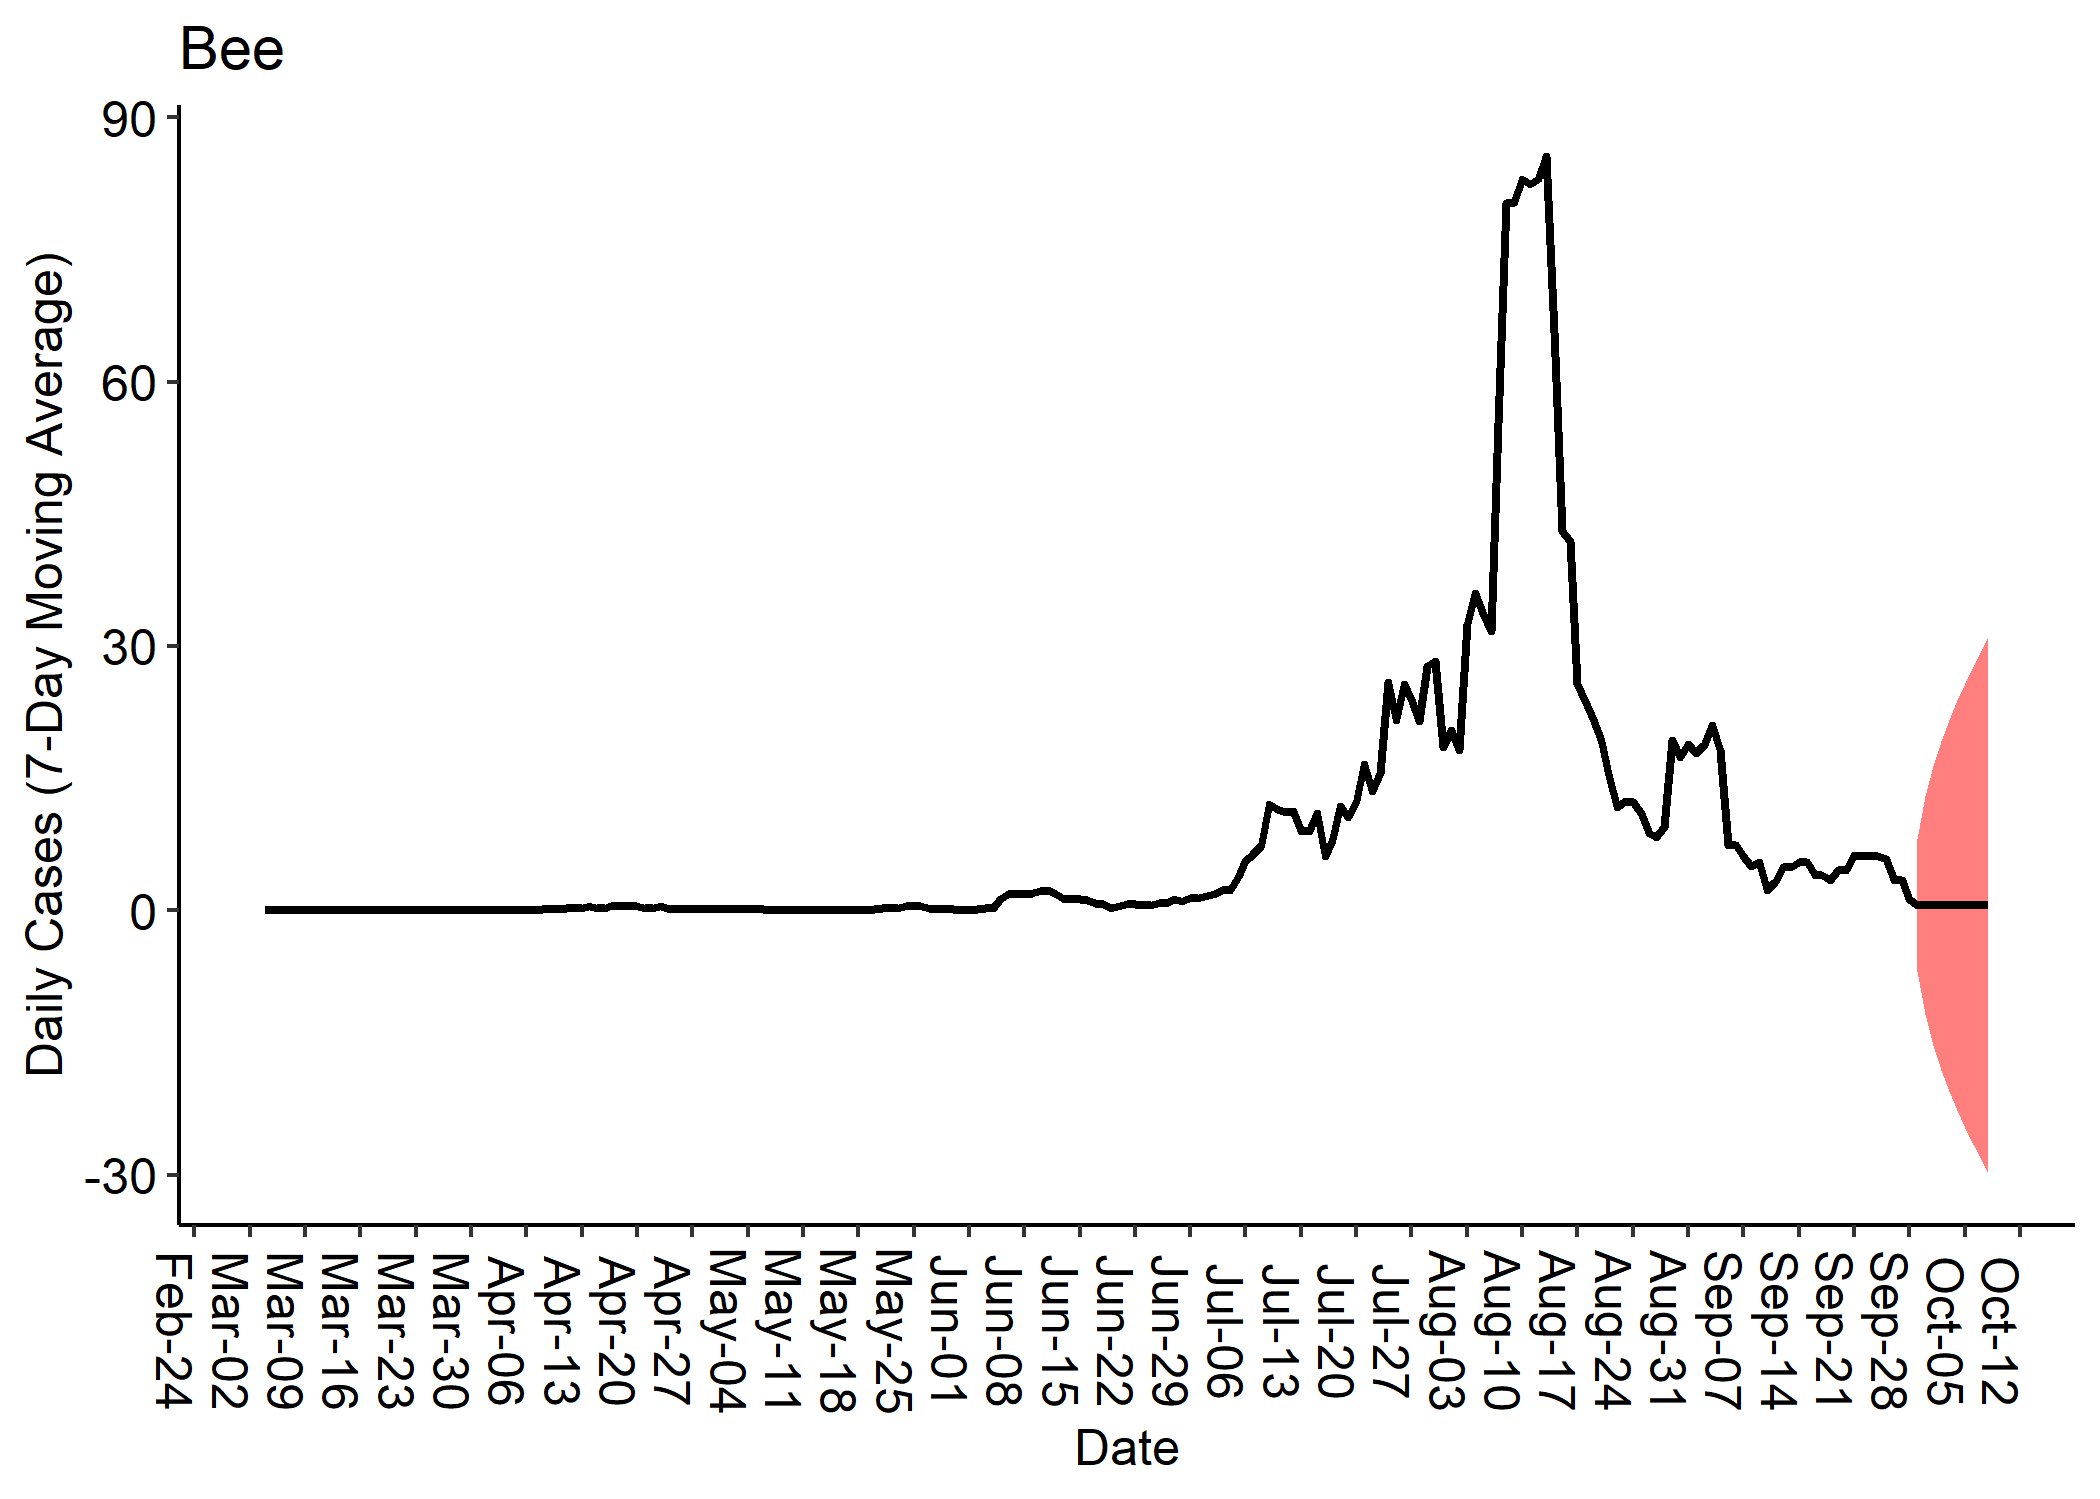 Bee
Daily Cases (7-Day Moving Average)
90
60
30
0
-30
Feb-24
Mar-02
Mar-09
Mar-16
Mar-23
Mar-30
Apr-06
Apr-13
Apr-20
Apr-27
May-04
May-11
May-18
May-25
Jun-01
Jun-08
Jun-15
Jun-22
Jun-29
Jul-06
Jul-13
Jul-20
Jul-27
Aug-03
Aug-10
Aug-17
Aug-24
Aug-31
Sep-07
Sep-14
Sep-21
Sep-28
Oct-05
Oct-12
Date